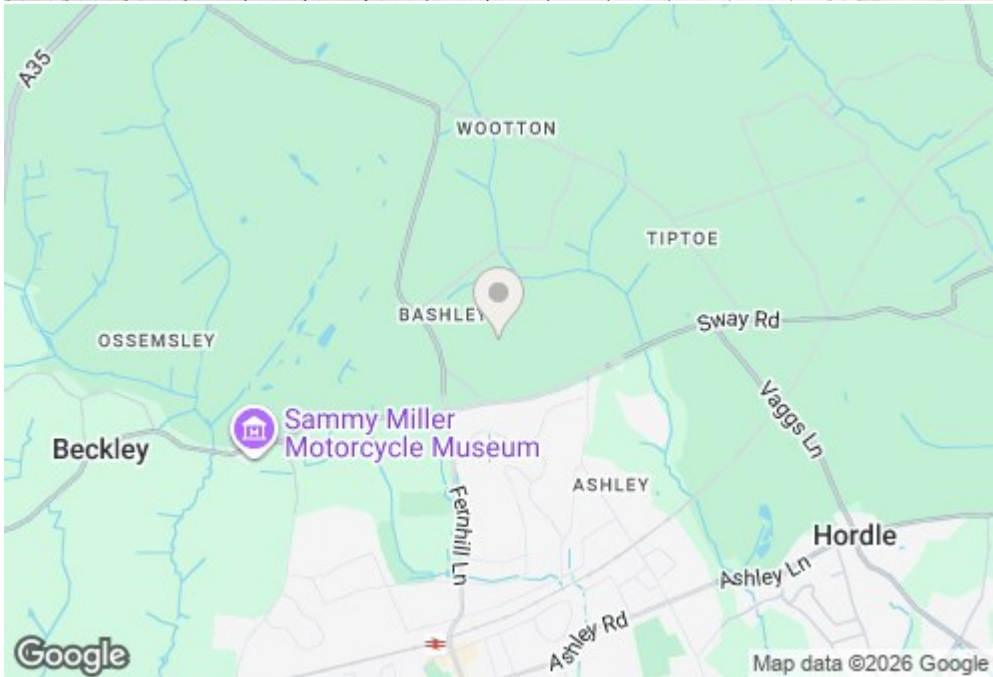 A35
WOOTTON
TIPTOE
BASHLEY
Sway Rd
OSSEMSLEY
Vaggs Ln
Sammy Miller
Motorcycle Museum
Beckley
ASHLEY
Fernhill Ln
Hordle
Ashley Ln
Ashley Rd
Google
Map data ©2026 Google